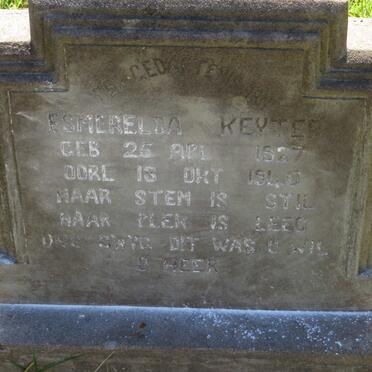 ESMERELDA KEYTER
GEB 25 APL
OORL 16 OKT
HAAR STEM IS STIL
HAAR PLEK IS LEEG
ONS SWYG DIT WAS U WIL
O HEER